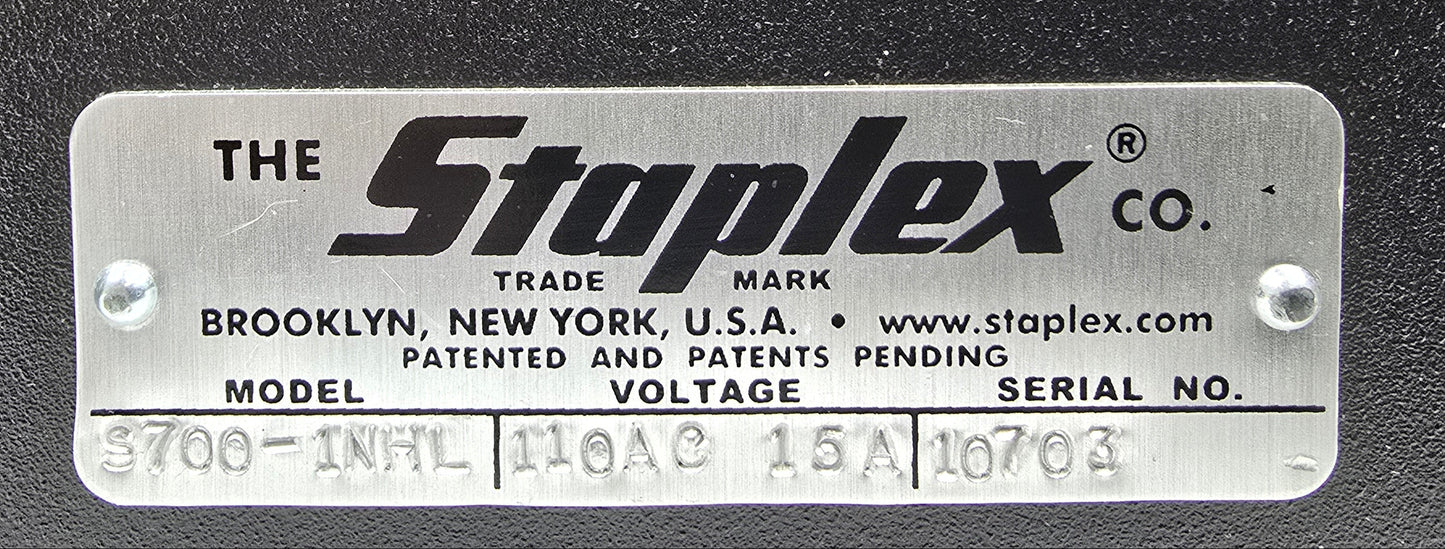 THE Staplex® CO.
TRADE MARK
BROOKLYN, NEW YORK, U.S.A. • www.staplex.com
PATENTED AND PATENTS PENDING
MODEL VOLTAGE SERIAL NO.
S700-1NHL 110AC 15A 10703